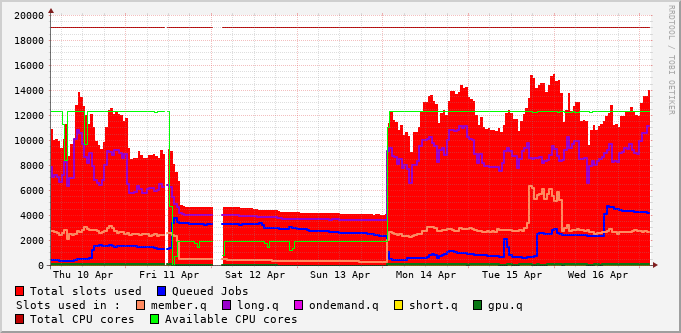 20000
18000
16000
14000
12000
10000
8000
6000
4000
2000
0
Thu 10 Apr Fri 11 Apr Sat 12 Apr Sun 13 Apr Mon 14 Apr Tue 15 Apr Wed 16 Apr
RRDTOOL / TOBI OETIKER
Total slots used Queued Jobs
Slots used in : member.q long.q ondemand.q short.q gpu.q
Total CPU cores Available CPU cores